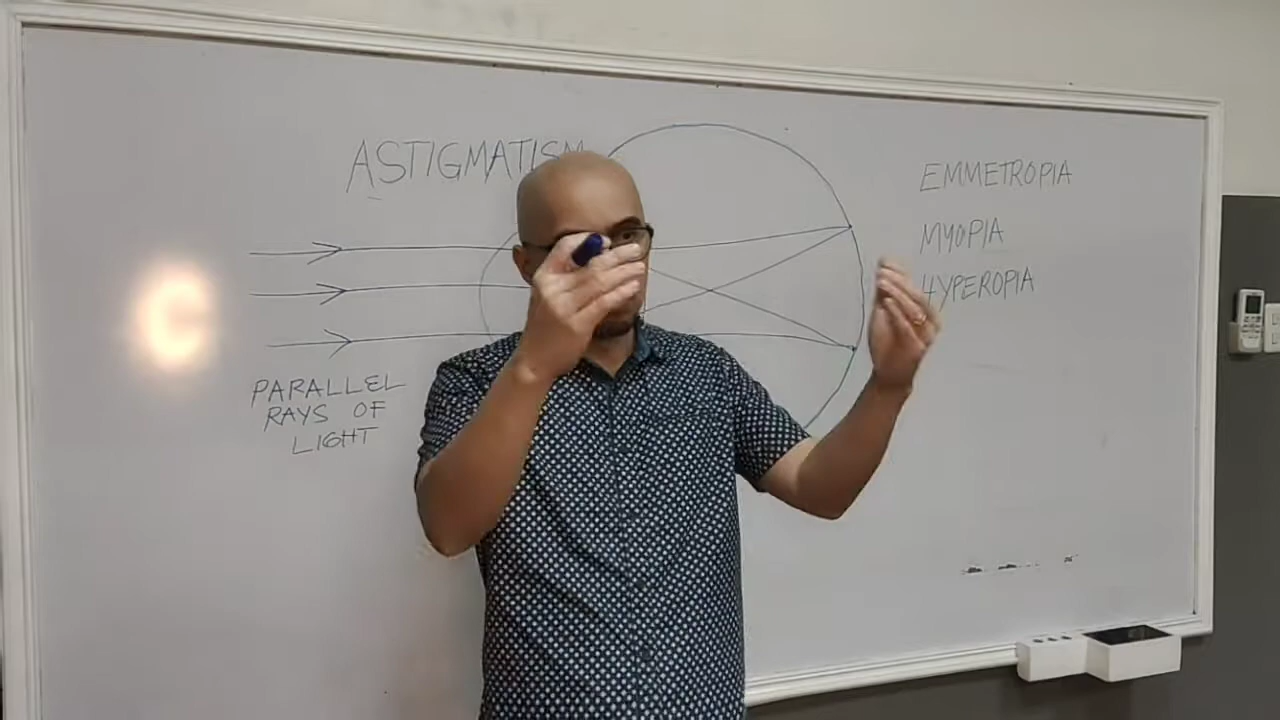 ASTIGMATISM
EMMETROPIA
MYOPIA
HYPEROPIA
PARALLEL
RAYS OF
LIGHT